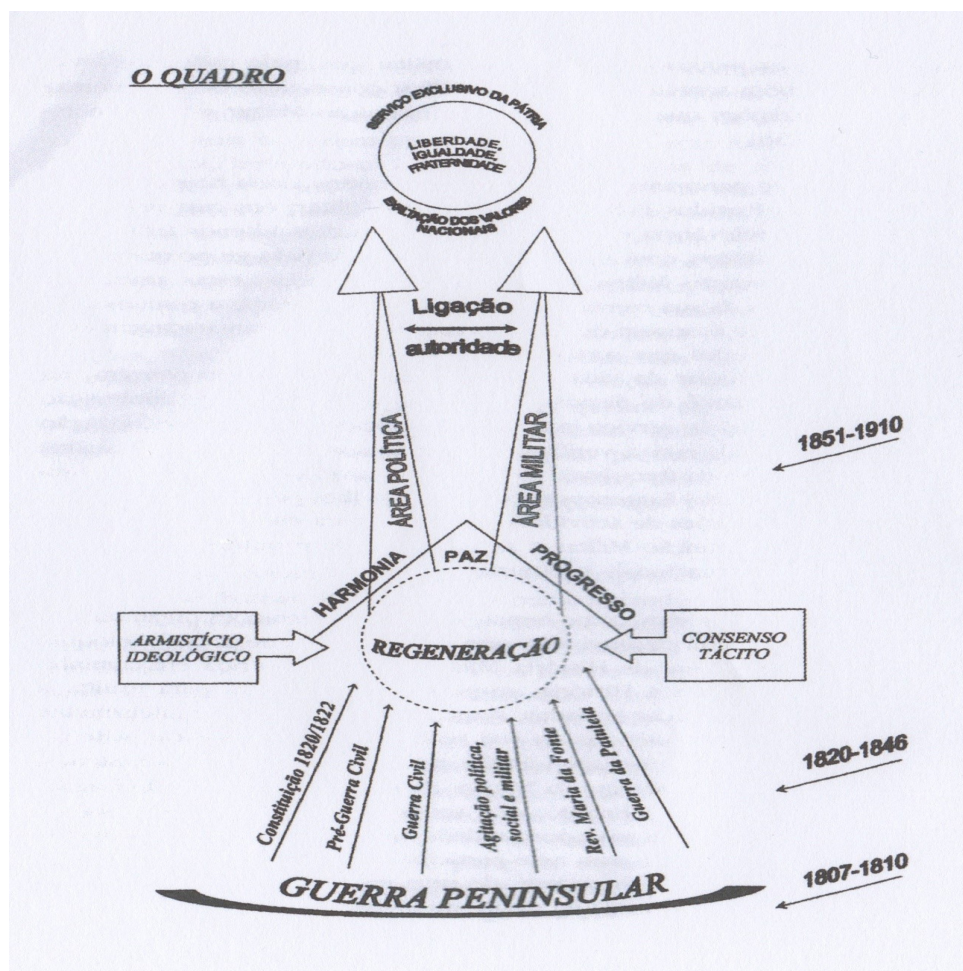 O QUADRO
SERVIÇO EXCLUSIVO DA PÁTRIA
LIBERDADE,
IGUALDADE,
FRATERNIDADE
DOS VALORES
NACIONAIS
Ligação
autoridade
ÁREA POLÍTICA
ÁREA MILITAR
1851-1910
HARMONIA
PAZ
PROGRESSO
ARMISTÍCIO
IDEOLÓGICO
REGENERAÇÃO
CONSENSO
TÁCITO
Constituição 1820/1822
Pré-Guerra Civil
Guerra Civil
Agitação política,
social e militar
Rev. Maria da Fonte
Guerra da Patuleia
1820-1846
GUERRA PENINSULAR
1807-1810